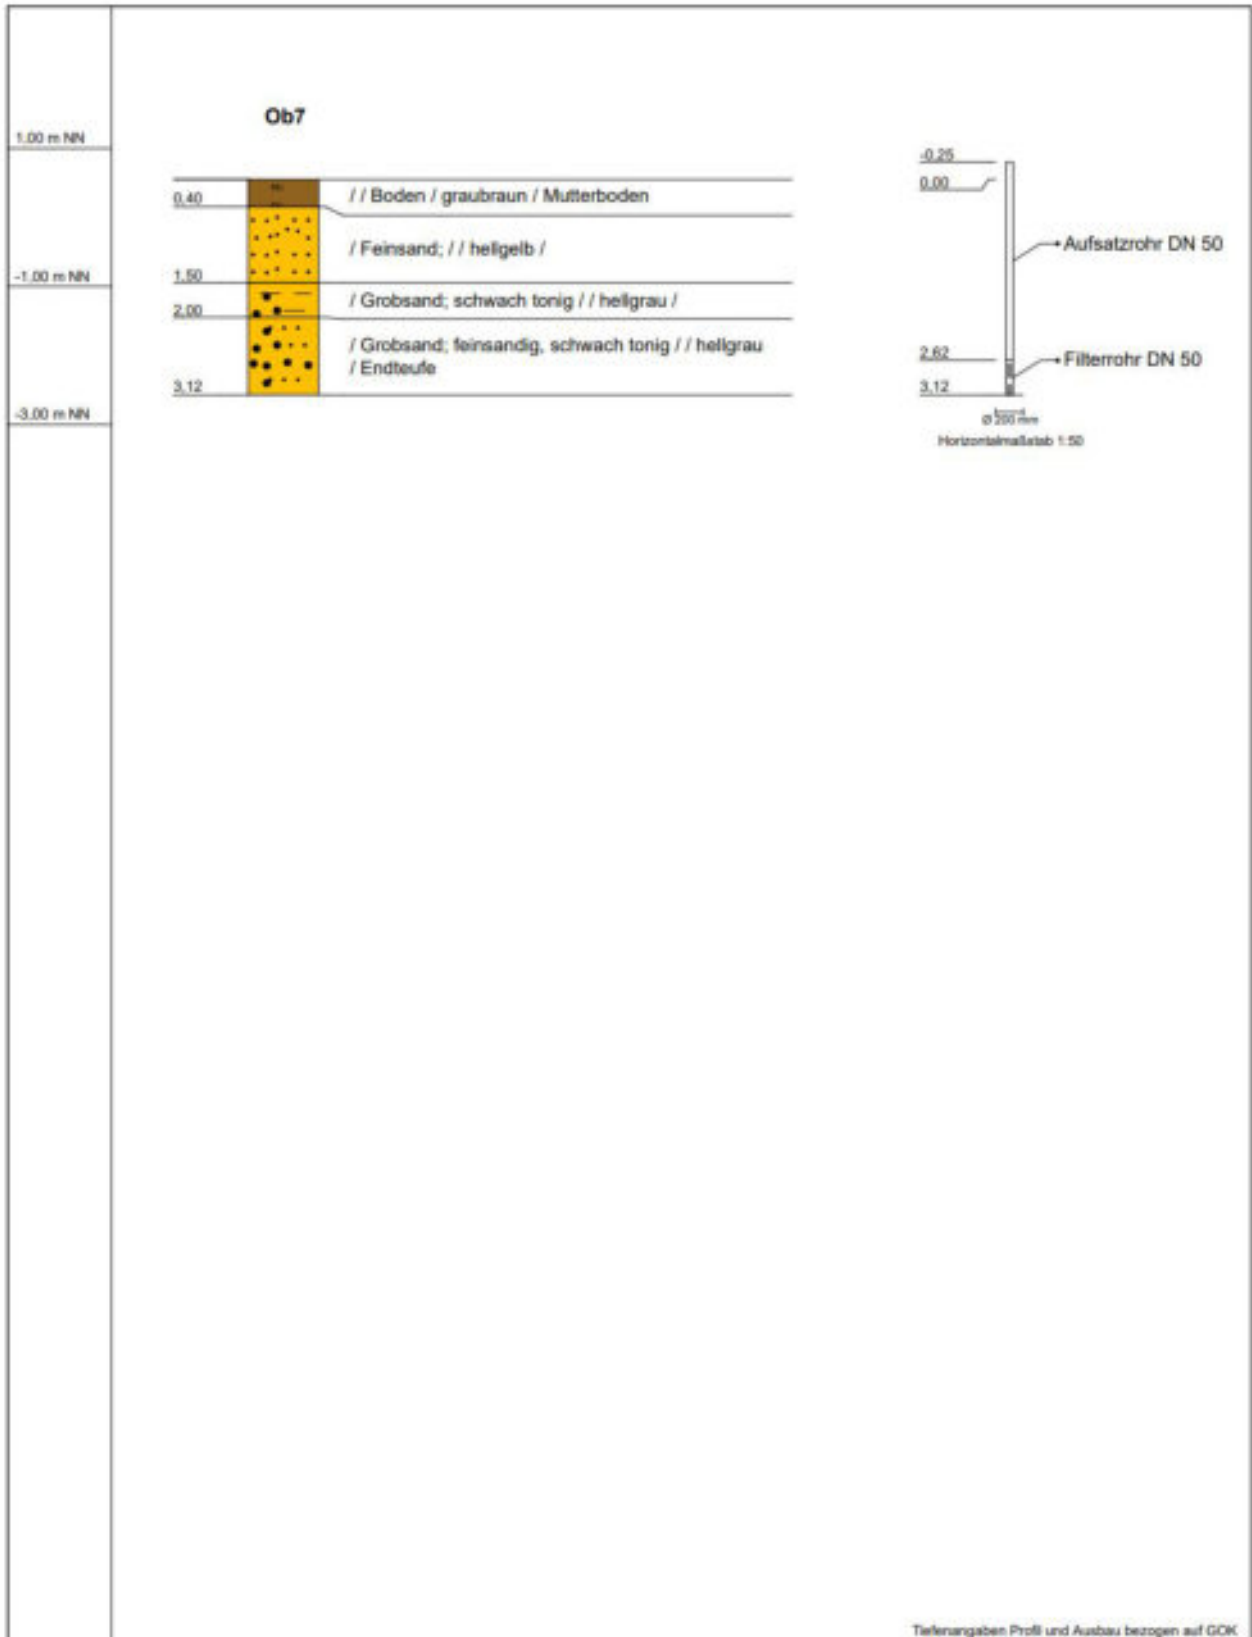 Ob7
1.00 m NN
-1.00 m NN
-3.00 m NN
0,40
1,50
2,00
3,12
/ / Boden / graubraun / Mutterboden
/ Feinsand; / / hellgelb /
/ Grobsand; schwach tonig / / hellgrau /
/ Grobsand; feinsandig, schwach tonig / / hellgrau
/ Endteufe
-0,25
0,00
2,62
3,12
Aufsatzrohr DN 50
Filterrohr DN 50
Ø 200 mm
Horizontalmaßstab 1:50
Tiefenangaben Profil und Ausbau bezogen auf GOK